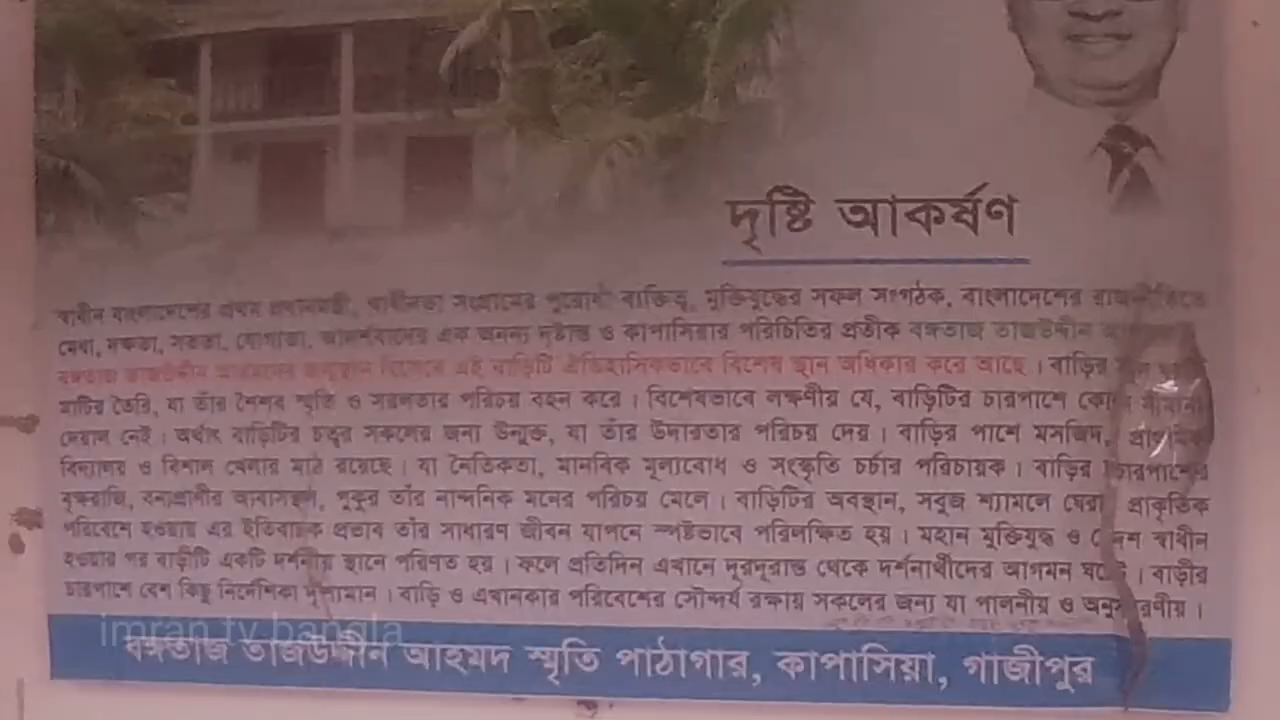 দৃষ্টি আকর্ষণ
স্বাধীন বাংলাদেশের প্রথম প্রধানমন্ত্রী, স্বাধীনতা সংগ্রামের পুরোধা ব্যক্তিত্ব, মুক্তিযুদ্ধের সফল সংগঠক, বাংলাদেশের রাজনীতিতে
মেধা, দক্ষতা, সততা, যোগ্যতা, আদর্শবাদের এক অনন্য দৃষ্টান্ত ও কাপাসিয়ার পরিচিতির প্রতীক বঙ্গতাজ তাজউদ্দীন
বঙ্গতাজ তাজউদ্দীন আহমদের জন্মস্থান হিসেবে এই বাড়িটি ঐতিহাসিকভাবে বিশেষ স্থান অধিকার করে আছে। বাড়ির
মাটির তৈরি, যা তাঁর শৈশব স্মৃতি ও সরলতার পরিচয় বহন করে। বিশেষভাবে লক্ষণীয় যে, বাড়িটির চারপাশে কোন সীমানা
দেয়াল নেই। অর্থাৎ বাড়িটির চত্বর সকলের জন্য উন্মুক্ত, যা তাঁর উদারতার পরিচয় দেয়। বাড়ির পাশে মসজিদ, প্রাথমিক
বিদ্যালয় ও বিশাল খেলার মাঠ রয়েছে। যা নৈতিকতা, মানবিক মূল্যবোধ ও সংস্কৃতি চর্চার পরিচায়ক। বাড়ির চারপাশের
বৃক্ষরাজি, বন্যপ্রাণীর আবাসস্থল, পুকুর তাঁর নান্দনিক মনের পরিচয় মেলে। বাড়িটির অবস্থান, সবুজ শ্যামলে ঘেরা প্রাকৃতিক
পরিবেশে হওয়ায় এর ইতিবাচক প্রভাব তাঁর সাধারণ জীবন যাপনে স্পষ্টভাবে পরিলক্ষিত হয়। মহান মুক্তিযুদ্ধ ও দেশ স্বাধীন
হওয়ার পর বাড়ীটি একটি দর্শনীয় স্থানে পরিণত হয়। ফলে প্রতিদিন এখানে দূরদূরান্ত থেকে দর্শনার্থীদের আগমন ঘটে। বাড়ীর
চারপাশে বেশ কিছু নির্দেশিকা দৃশ্যমান। বাড়ি ও এখানকার পরিবেশের সৌন্দর্য রক্ষায় সকলের জন্য যা পালনীয় ও অনুসরণীয়।
imran tv bangla
বঙ্গতাজ তাজউদ্দীন আহমদ স্মৃতি পাঠাগার, কাপাসিয়া, গাজীপুর